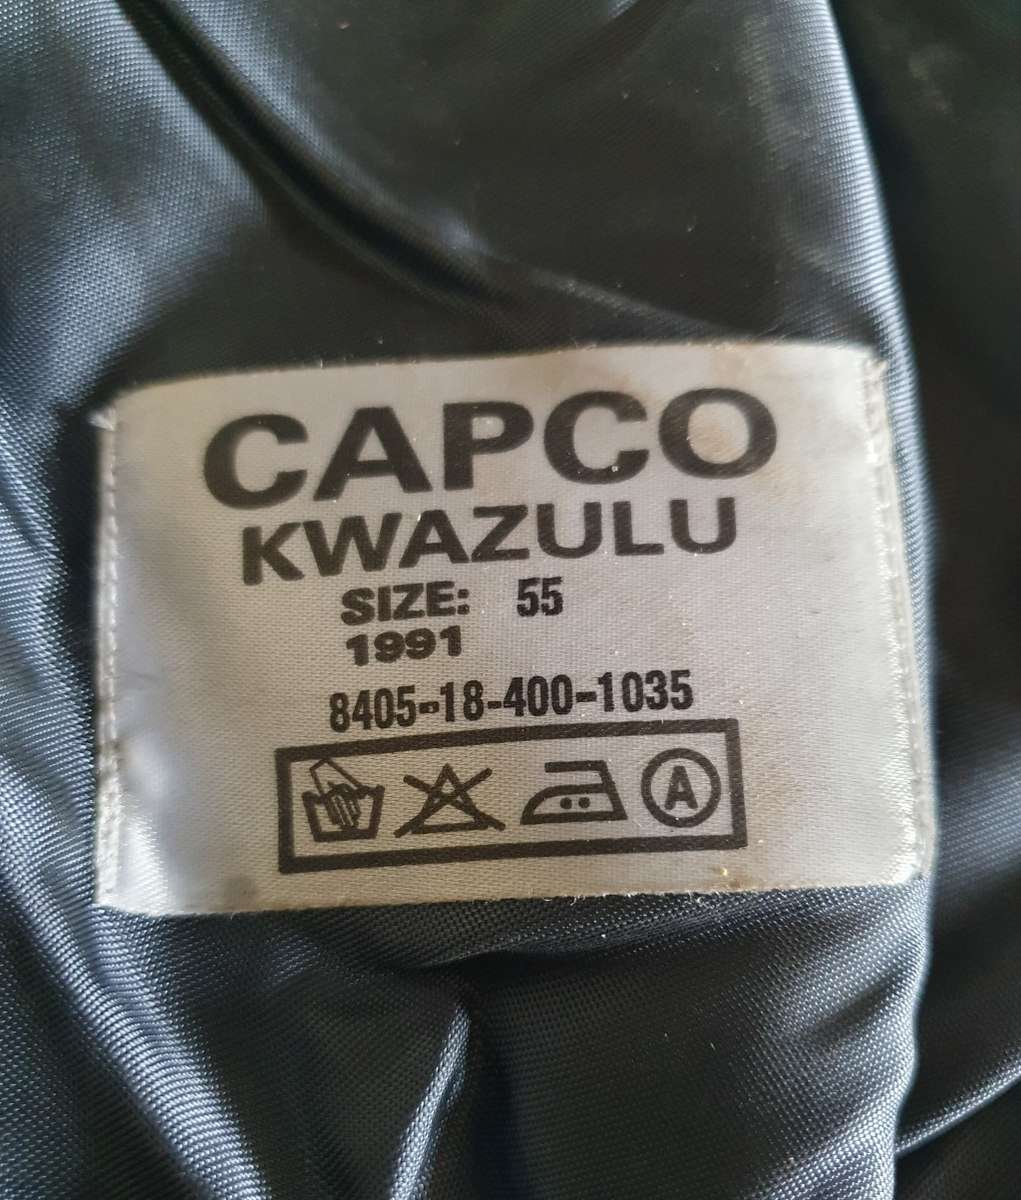 CAPCO
KWAZULU
SIZE: 55
1991
8405-18-400-1035
A